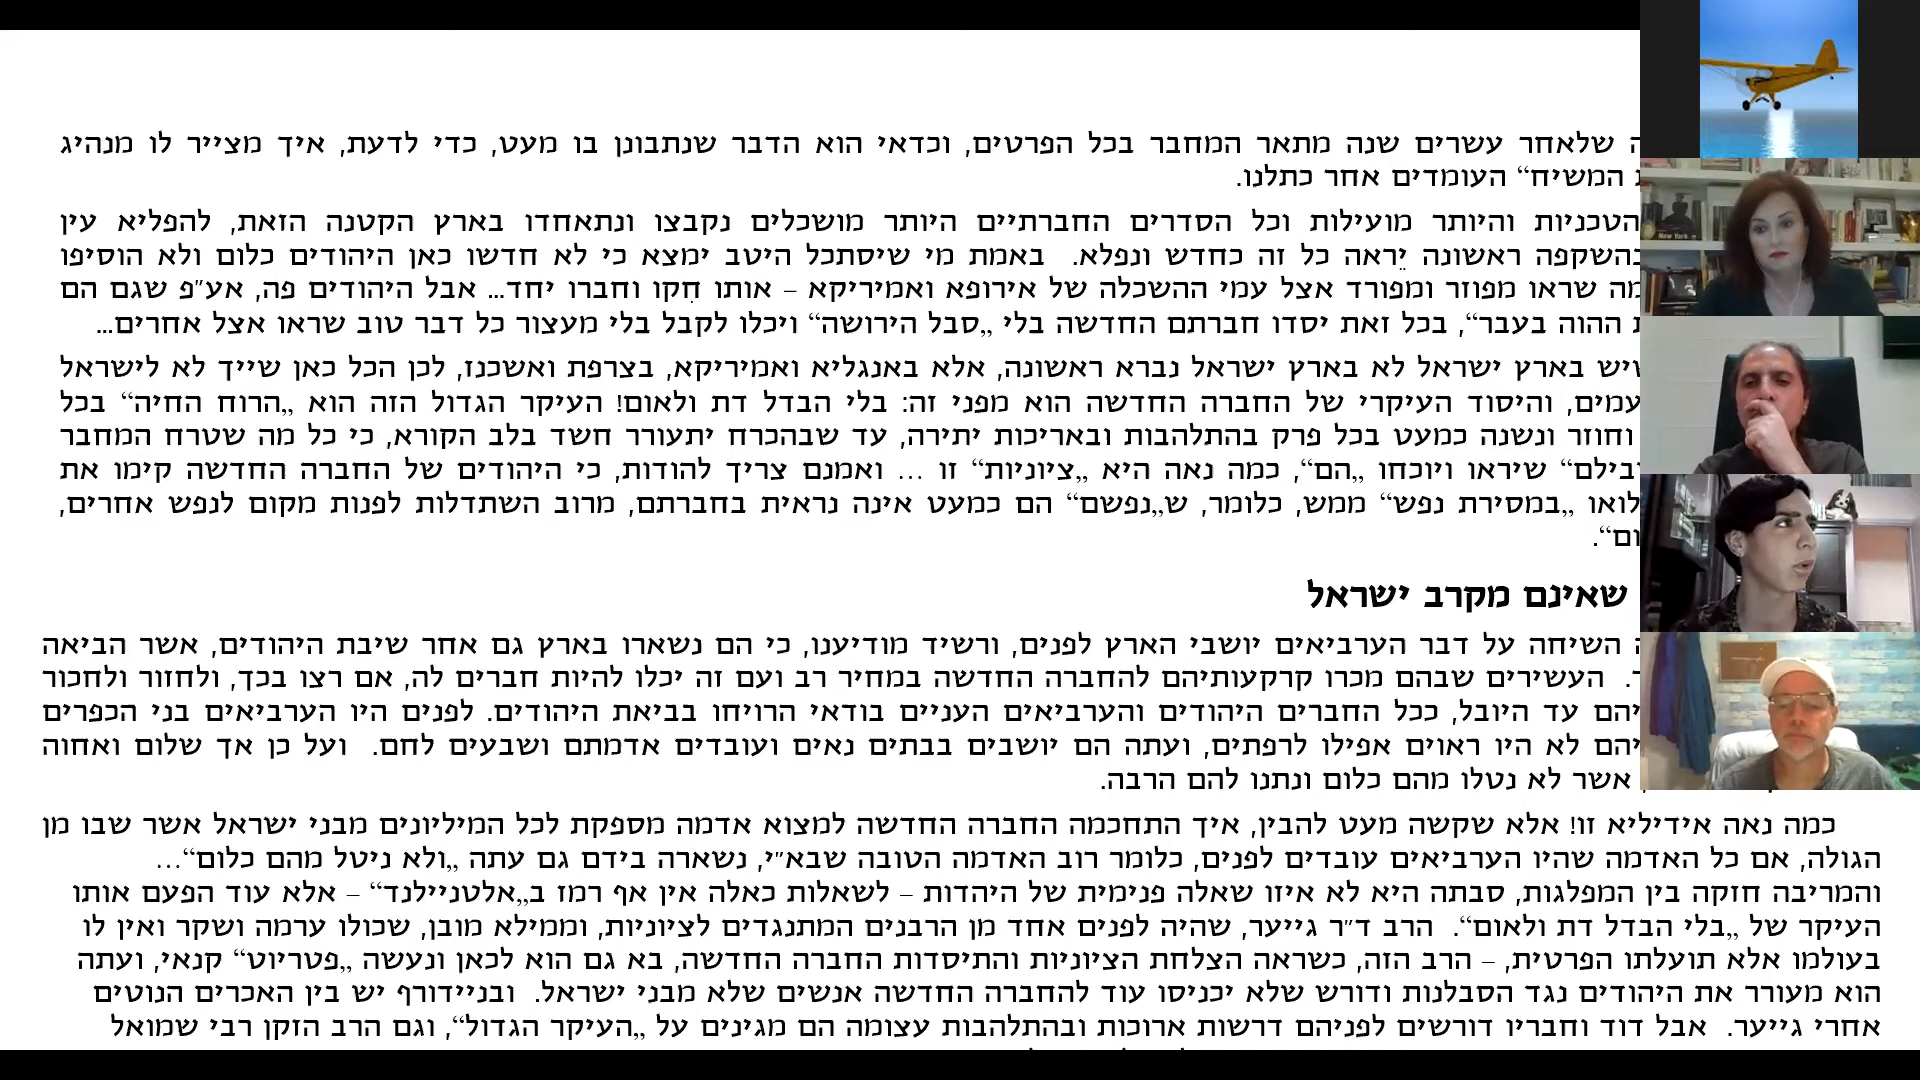 שלאחר עשרים שנה מתאר המחבר בכל הפרטים, וכדאי הוא הדבר שנתבונן בו מעט, כדי לדעת, איך מצייר לו מנהיג
המשיח“ העומדים אחר כתלנו.
הטכניות והיותר מועילות וכל הסדרים החברתיים היותר מושכלים נקבצו ונתאחדו בארץ הקטנה הזאת, להפליא עין
בהשקפה ראשונה יֵראה כל זה כחדש ונפלא. באמת מי שיסתכל היטב ימצא כי לא חדשו כאן היהודים כלום ולא הוסיפו
מה שראו מפוזר ומפורד אצל עמי ההשכלה של אירופא ואמיריקא – אותו חִקו וחברו יחד... אבל היהודים פה, אע״פ שגם הם
ההוה בעבר“, בכל זאת יסדו חברתם החדשה בלי „סבל הירושה“ ויכלו לקבל בלי מעצור כל דבר טוב שראו אצל אחרים...
שיש בארץ ישראל לא בארץ ישראל נברא ראשונה, אלא באנגליא ואמיריקא, בצרפת ואשכנז, לכן הכל כאן שייך לא לישראל
עמים, והיסוד העיקרי של החברה החדשה הוא מפני זה: בלי הבדל דת ולאום! העיקר הגדול הזה הוא „הרוח החיה“ בכל
וחוזר ונשנה כמעט בכל פרק בהתלהבות ובאריכות יתירה, עד שבהכרח יתעורר חשד בלב הקורא, כי כל מה שטרח המחבר
שיראו ויוכחו „הם“, כמה נאה היא „ציוניות“ זו ... ואמנם צריך להודות, כי היהודים של החברה החדשה קימו את
„במסירת נפש“ ממש, כלומר, ש„נפשם“ הם כמעט אינה נראית בחברתם, מרוב השתדלות לפנות מקום לנפש אחרים,
שאינם מקרב ישראל
השיחה על דבר הערביאים יושבי הארץ לפנים, ורשיד מודיענו, כי הם נשארו בארץ גם אחר שיבת היהודים, אשר הביאה
העשירים שבהם מכרו קרקעותיהם להחברה החדשה במחיר רב ועם זה יכלו להיות חברים לה, אם רצו בכך, ולחזור ולחכור
עד היובל, ככל החברים היהודים והערביאים העניים בודאי הרויחו בביאת היהודים. לפנים היו הערביאים בני הכפרים
לא היו ראוים אפילו לרפתים, ועתה הם יושבים בבתים נאים ועובדים אדמתם ושבעים לחם. ועל כן אך שלום ואחוה
אשר לא נטלו מהם כלום ונתנו להם הרבה.
כמה נאה אידיליא זו! אלא שקשה מעט להבין, איך התחכמה החברה החדשה למצוא אדמה מספקת לכל המיליונים מבני ישראל אשר שבו מן
הגולה, אם כל האדמה שהיו הערביאים עובדים לפנים, כלומר רוב האדמה הטובה שבא״י, נשארה בידם גם עתה „ולא ניטל מהם כלום“...
והמריבה חזקה בין המפלגות, סבתה היא לא איזו שאלה פנימית של היהדות – לשאלות כאלה אין אף רמז ב„אלטניילנד“ – אלא עוד הפעם אותו
העיקר של „בלי הבדל דת ולאום“. הרב ד״ר גייער, שהיה לפנים אחד מן הרבנים המתנגדים לציוניות, וממילא מובן, שכולו ערמה ושקר ואין לו
בעולמו אלא תועלתו הפרטית, – הרב הזה, כשראה הצלחת הציוניות והתיסדות החברה החדשה, בא גם הוא לכאן ונעשה „פטריוט“ קנאי, ועתה
הוא מעורר את היהודים נגד הסבלנות ודורש שלא יכניסו עוד להחברה החדשה אנשים שלא מבני ישראל. ובניידורף יש בין האכרים הנוטים
אחרי גייער. אבל דוד וחבריו דורשים לפניהם דרשות ארוכות ובהתלהבות עצומה הם מגינים על „העיקר הגדול“, וגם הרב הזקן רבי שמואל